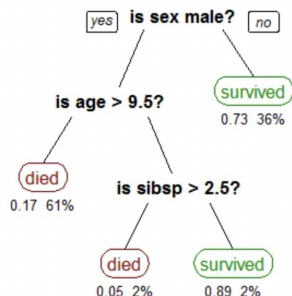 yes is sex male? no
is age > 9.5?
survived
0.73 36%
died
0.17 61%
is sibsp > 2.5?
died survived
0.05 2% 0.89 2%